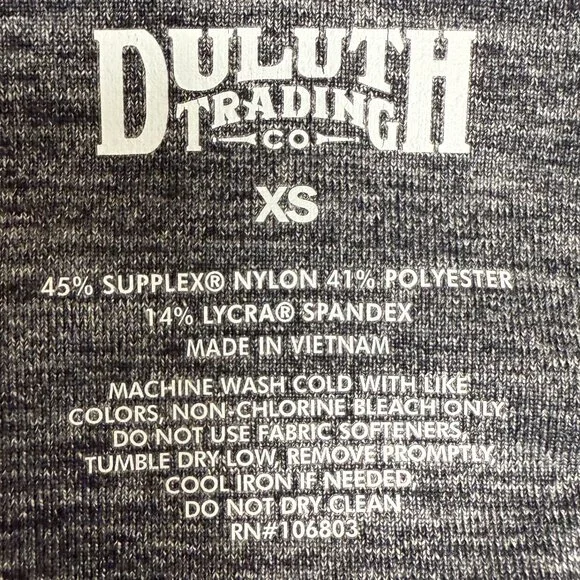 DULUTH
TRADING
CO
XS
45% SUPPLEX® NYLON 41% POLYESTER
14% LYCRA® SPANDEX
MADE IN VIETNAM
MACHINE WASH COLD WITH LIKE
COLORS, NON-CHLORINE BLEACH ONLY,
DO NOT USE FABRIC SOFTENERS,
TUMBLE DRY LOW, REMOVE PROMPTLY,
COOL IRON IF NEEDED,
DO NOT DRY CLEAN
RN#106803